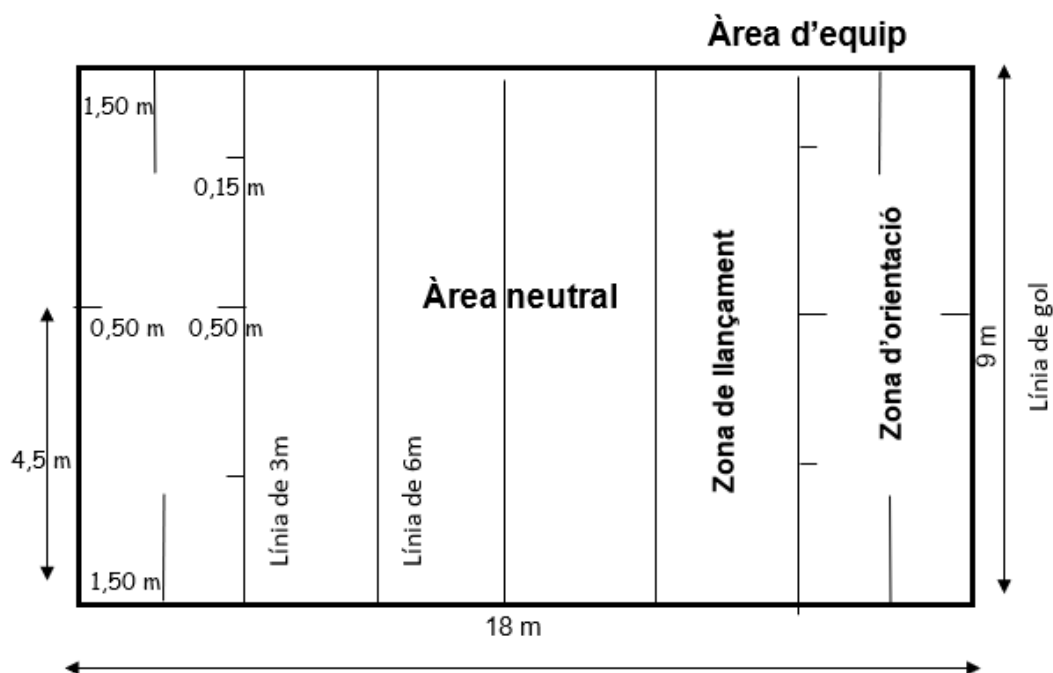 Àrea d'equip
1,50 m
0,15 m
Àrea neutral
0,50 m
0,50 m
4,5 m
1,50 m
Línia de 3m
Línia de 6m
Zona de llançament
Zona d'orientació
9 m
Línia de gol
18 m